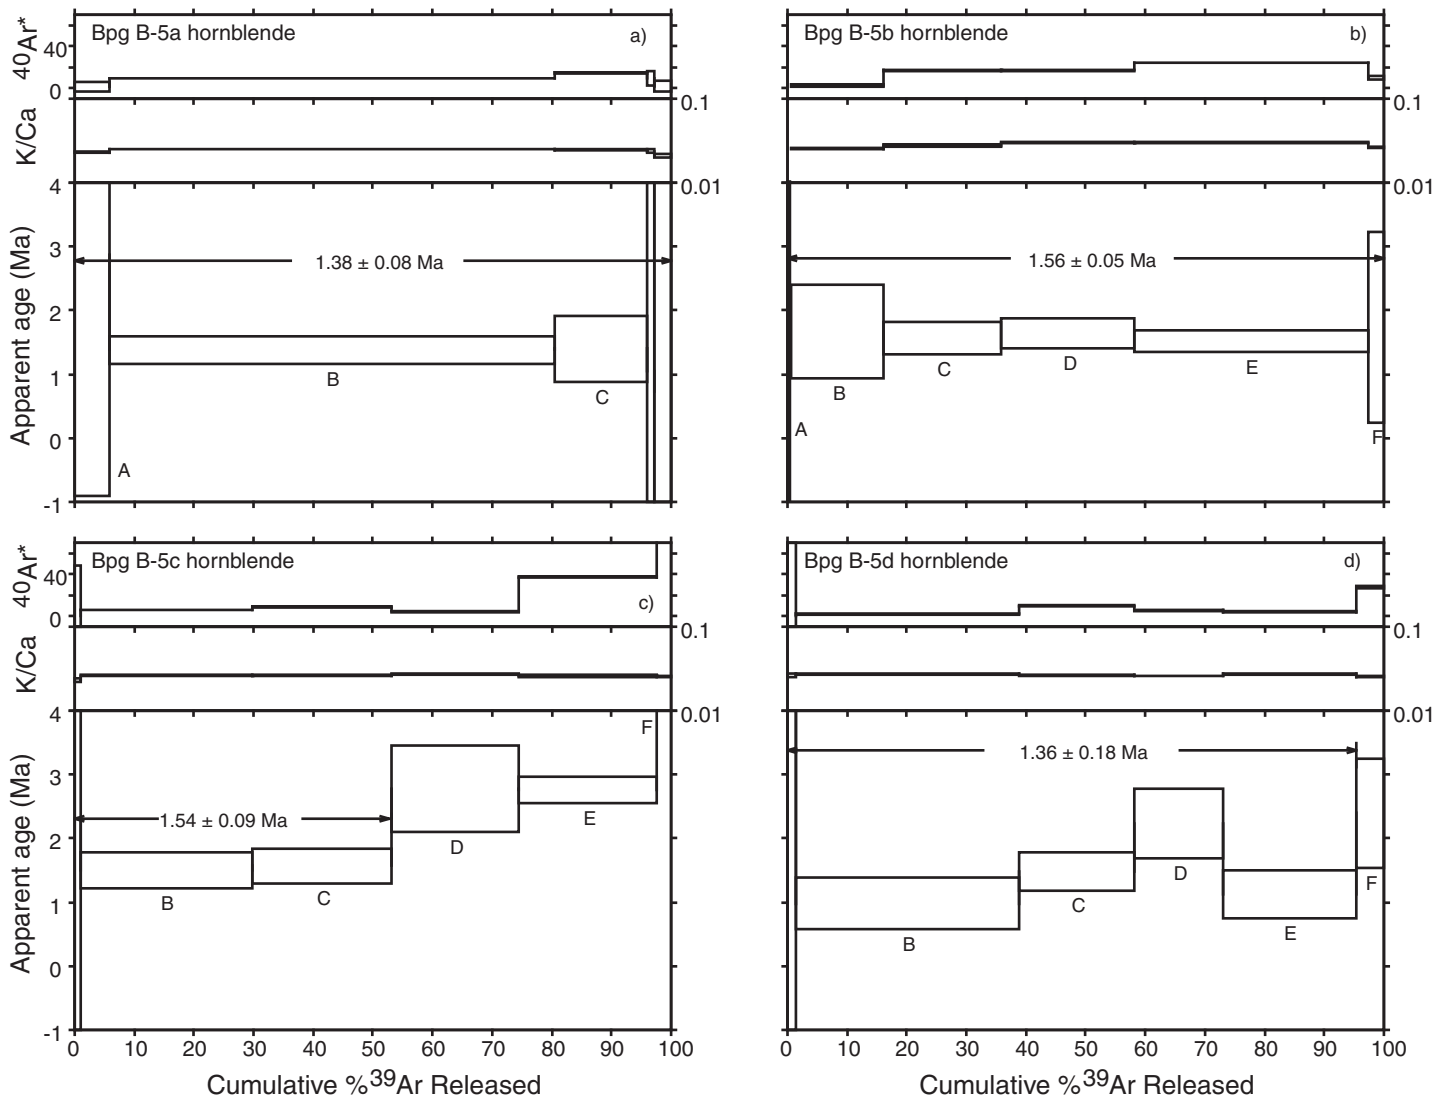 Bpg B-5a hornblende a)
40Ar*
40
0
K/Ca
0.1
0.01
Apparent age (Ma)
4
3
2
1
0
-1
1.38 ± 0.08 Ma
A
B
C
Bpg B-5b hornblende b)
0.1
0.01
1.56 ± 0.05 Ma
A
B
C
D
E
F
Bpg B-5c hornblende
c)
40Ar*
40
0
K/Ca
0.1
0.01
Apparent age (Ma)
4
3
2
1
0
-1
1.54 ± 0.09 Ma
B
C
D
E
F
0 10 20 30 40 50 60 70 80 90 100
Cumulative %39Ar Released
Bpg B-5d hornblende d)
0.1
0.01
1.36 ± 0.18 Ma
B
C
D
E
F
0 10 20 30 40 50 60 70 80 90 100
Cumulative %39Ar Released